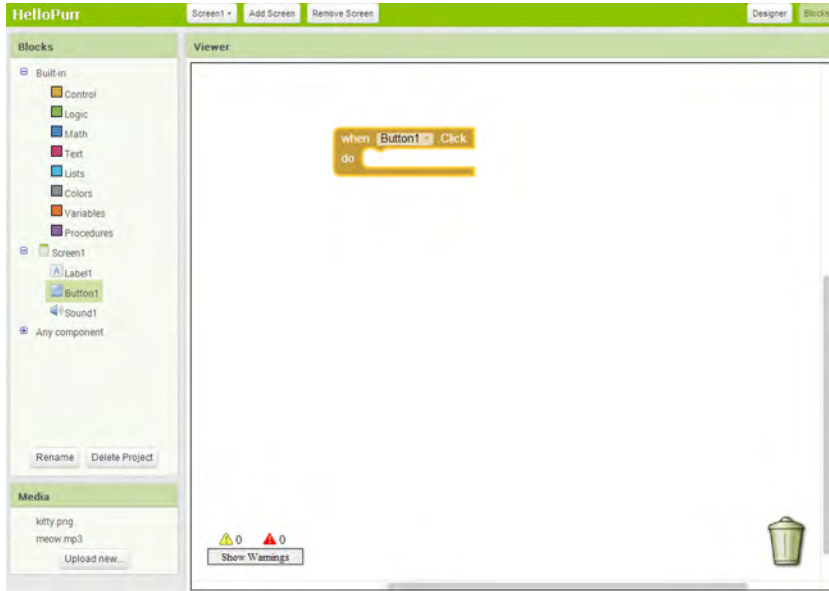 HelloPurr
Screen1 Add Screen Remove Screen Designer Blocks
Blocks
Viewer
Built-in
Control
Logic
Math
Text
Lists
Colors
Variables
Procedures
Screen1
A Label1
Button1
Sound1
Any component
Rename Delete Project
Media
kitty.png
meow.mp3
Upload new...
when Button1 .Click
do
0 0
Show Warnings